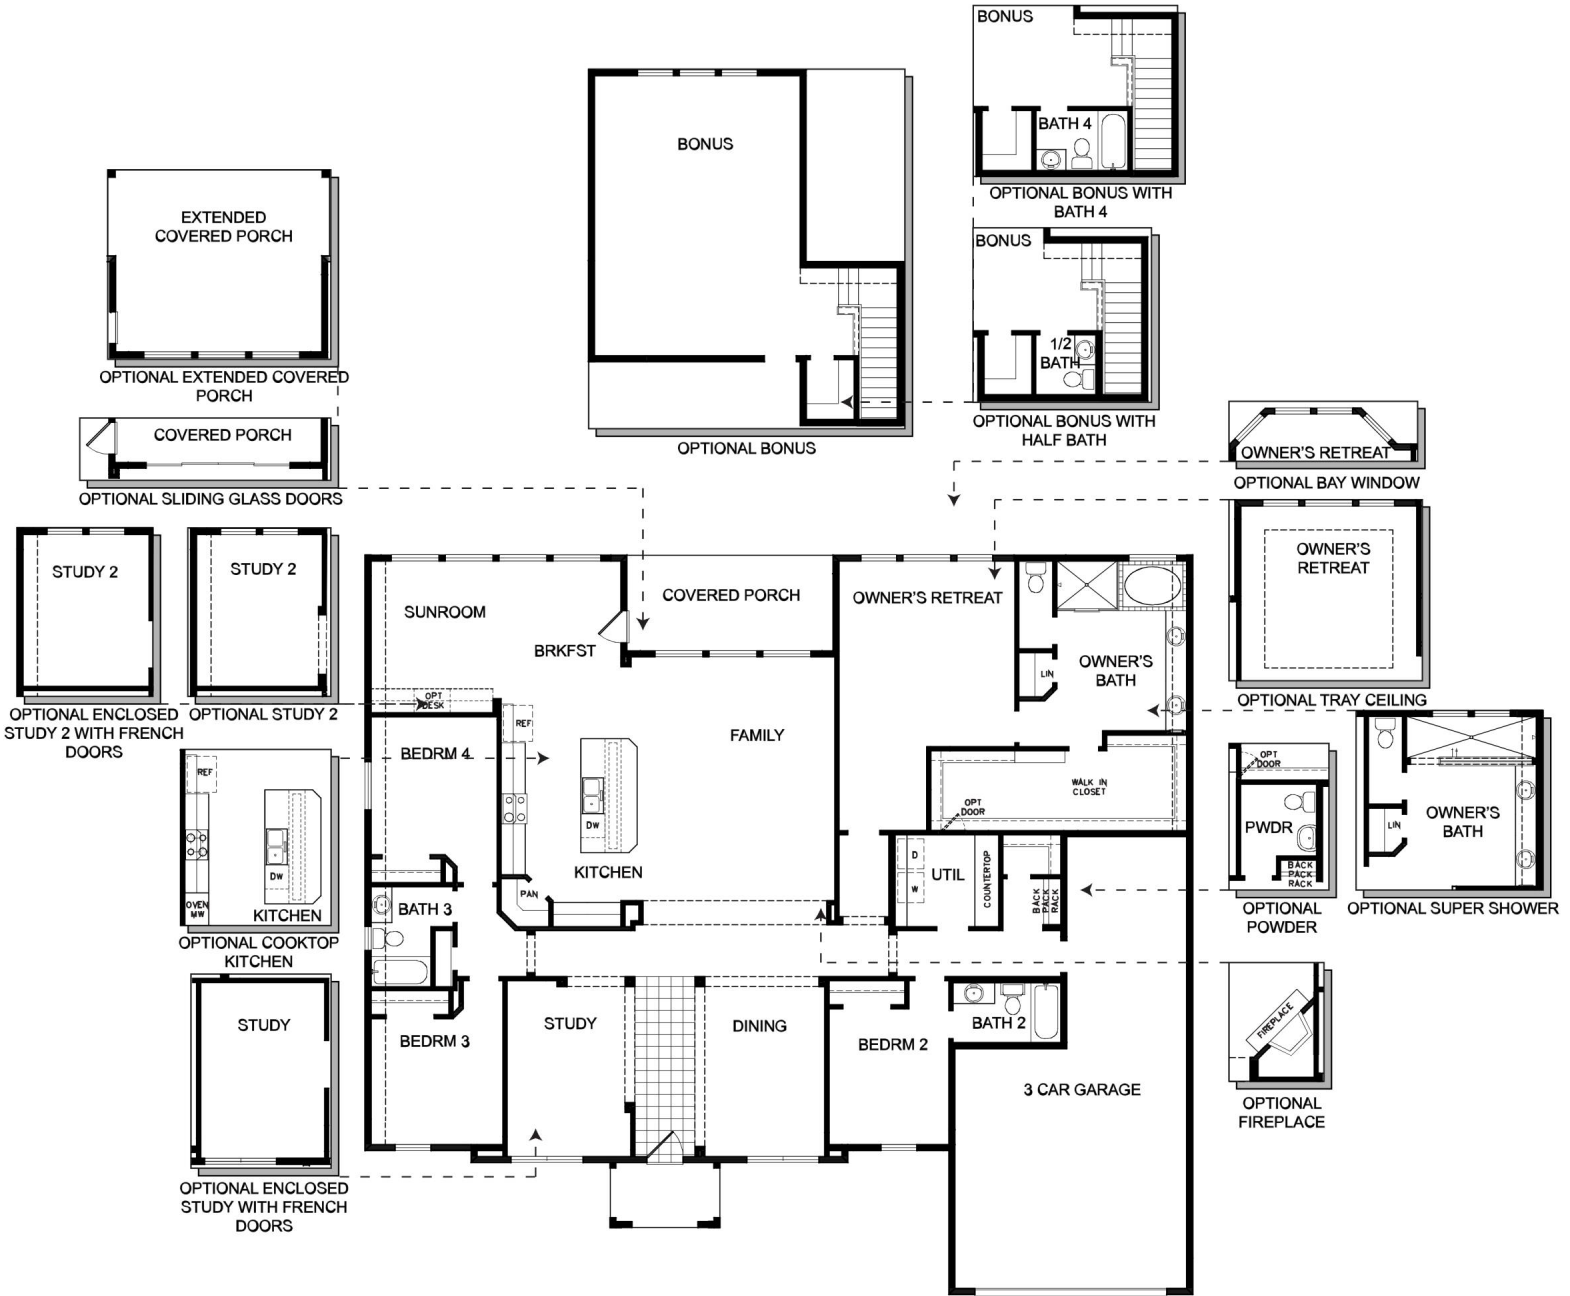 BONUS
BATH 4
OPTIONAL BONUS WITH
BATH 4
BONUS
1/2
BATH
OPTIONAL BONUS WITH
HALF BATH
BONUS
OPTIONAL BONUS
EXTENDED
COVERED PORCH
OPTIONAL EXTENDED COVERED
PORCH
COVERED PORCH
OPTIONAL SLIDING GLASS DOORS
OWNER'S RETREAT
OPTIONAL BAY WINDOW
STUDY 2
OPTIONAL ENCLOSED
STUDY 2 WITH FRENCH
DOORS
STUDY 2
OPTIONAL STUDY 2
OWNER'S
RETREAT
OPTIONAL TRAY CEILING
SUNROOM
BRKFST
COVERED PORCH
OWNER'S RETREAT
OWNER'S
BATH
LIN
OPT
DESK
REF
BEDRM 4
FAMILY
DW
KITCHEN
PAN
WALK IN
CLOSET
OPT
DOOR
D
W
UTIL
COUNTERTOP
BACK
PACK
RACK
BATH 3
BEDRM 3
STUDY
DINING
BEDRM 2
BATH 2
3 CAR GARAGE
REF
DW
OVEN
MW
KITCHEN
OPTIONAL COOKTOP
KITCHEN
STUDY
OPTIONAL ENCLOSED
STUDY WITH FRENCH
DOORS
OPT
DOOR
PWDR
BACK
PACK
RACK
OPTIONAL
POWDER
OWNER'S
BATH
LIN
OPTIONAL SUPER SHOWER
FIREPLACE
OPTIONAL
FIREPLACE